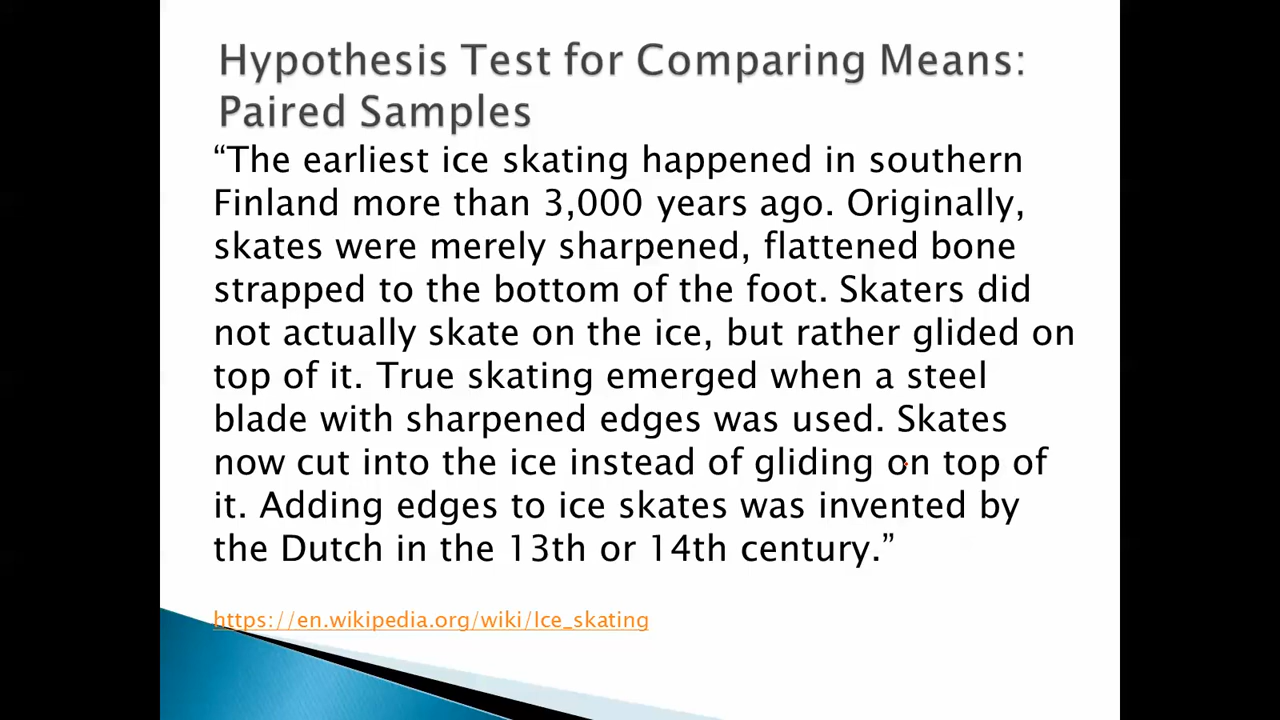 Hypothesis Test for Comparing Means:
Paired Samples
“The earliest ice skating happened in southern
Finland more than 3,000 years ago. Originally,
skates were merely sharpened, flattened bone
strapped to the bottom of the foot. Skaters did
not actually skate on the ice, but rather glided on
top of it. True skating emerged when a steel
blade with sharpened edges was used. Skates
now cut into the ice instead of gliding on top of
it. Adding edges to ice skates was invented by
the Dutch in the 13th or 14th century.”
https://en.wikipedia.org/wiki/Ice_skating